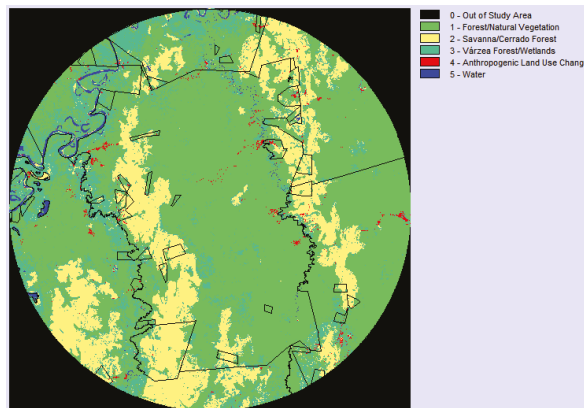 0 - Out of Study Area
1 - Forest/Natural Vegetation
2 - Savanna/Cerrado Forest
3 - Várzea Forest/Wetlands
4 - Anthropogenic Land Use Chang
5 - Water